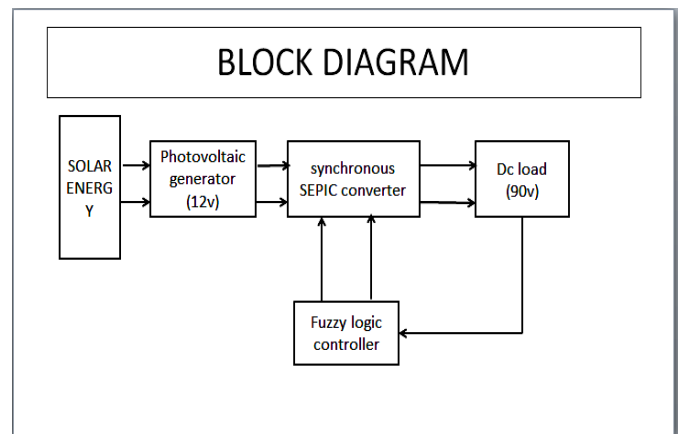 BLOCK DIAGRAM
SOLAR
ENERG
Y
Photovoltaic
generator
(12v)
synchronous
SEPIC converter
Dc load
(90v)
Fuzzy logic
controller